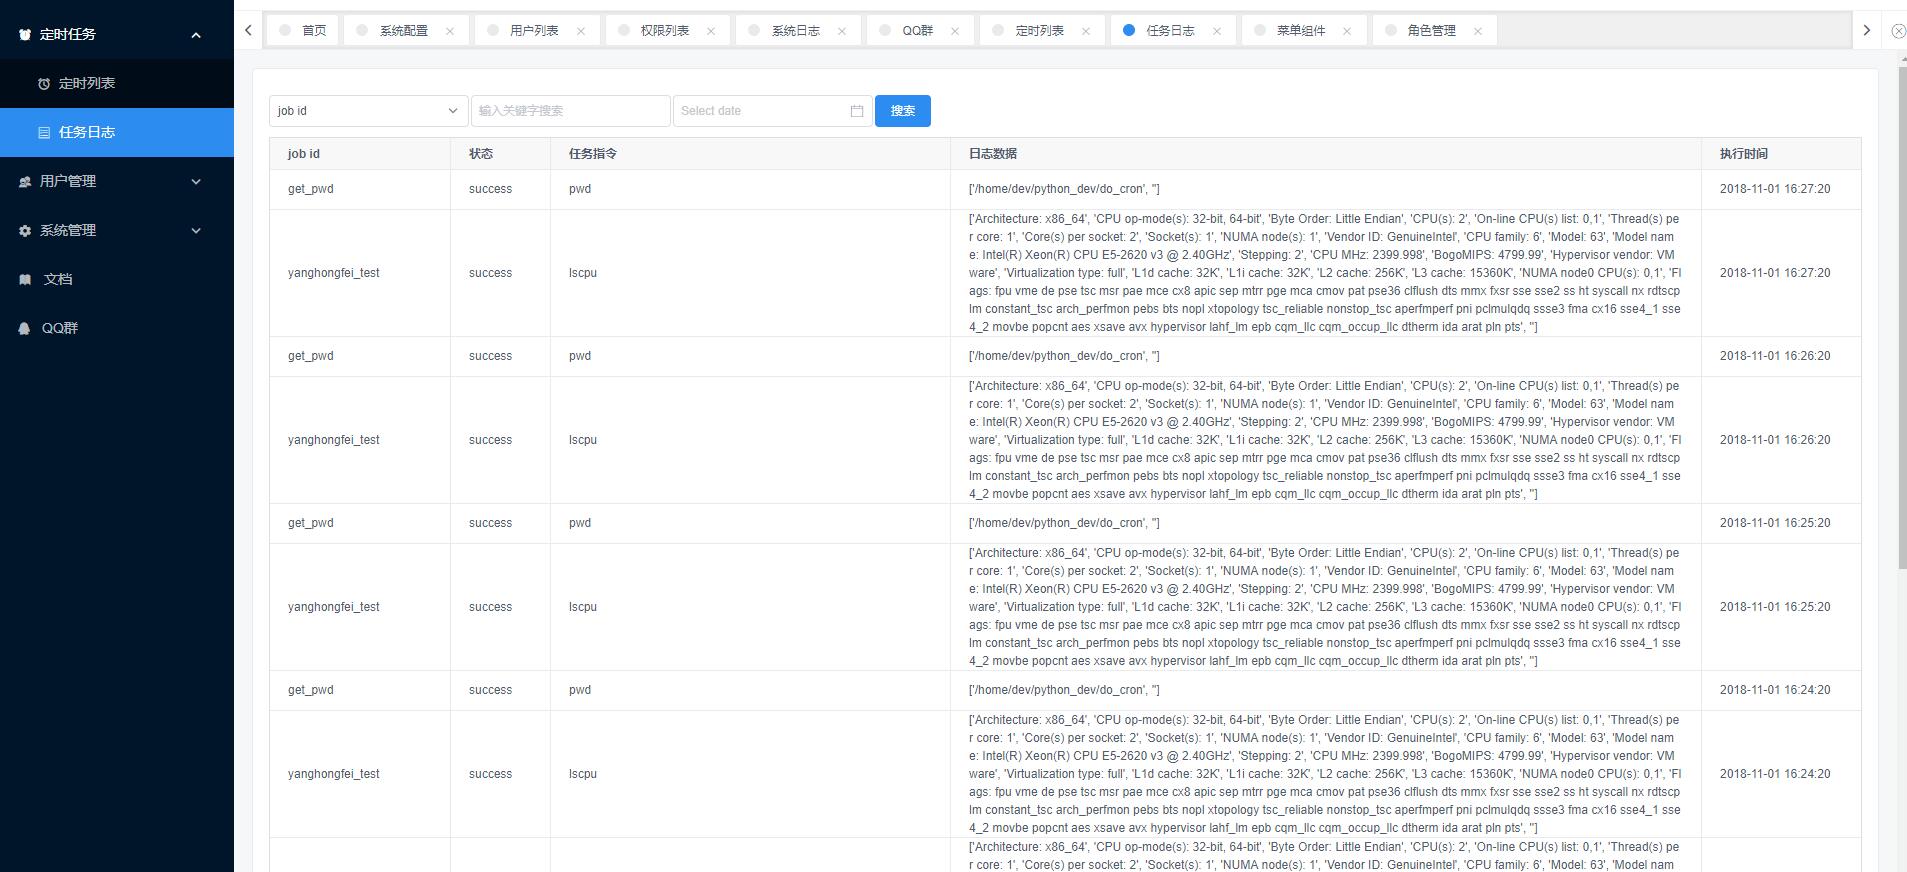 定时任务
定时列表
任务日志
用户管理
系统管理
文档
QQ群
首页
系统配置
用户列表
权限列表
系统日志
QQ群
定时列表
任务日志
菜单组件
角色管理
job id
输入关键字搜索
Select date
搜索
job id 状态 任务指令 日志数据 执行时间
get_pwd success pwd ['/home/dev/python_dev/do_cron', ''] 2018-11-01 16:27:20
['Architecture: x86_64', 'CPU op-mode(s): 32-bit, 64-bit', 'Byte Order: Little Endian', 'CPU(s): 2', 'On-line CPU(s) list: 0,1', 'Thread(s) pe
r core: 1', 'Core(s) per socket: 2', 'Socket(s): 1', 'NUMA node(s): 1', 'Vendor ID: GenuineIntel', 'CPU family: 6', 'Model: 63', 'Model nam
e: Intel(R) Xeon(R) CPU E5-2620 v3 @ 2.40GHz', 'Stepping: 2', 'CPU MHz: 2399.998', 'BogoMIPS: 4799.99', 'Hypervisor vendor: VM
yanghongfei_test success lscpu ware', 'Virtualization type: full', 'L1d cache: 32K', 'L1i cache: 32K', 'L2 cache: 256K', 'L3 cache: 15360K', 'NUMA node0 CPU(s): 0,1', 'Fl 2018-11-01 16:27:20
ags: fpu vme de pse tsc msr pae mce cx8 apic sep mtrr pge mca cmov pat pse36 clflush dts mmx fxsr sse sse2 ss ht syscall nx rdtscp
lm constant_tsc arch_perfmon pebs bts nopl xtopology tsc_reliable nonstop_tsc aperfmperf pni pclmulqdq ssse3 fma cx16 sse4_1 sse
4_2 movbe popcnt aes xsave avx hypervisor lahf_lm epb cqm_llc cqm_occup_llc dtherm ida arat pln pts', '']
get_pwd success pwd ['/home/dev/python_dev/do_cron', ''] 2018-11-01 16:26:20
['Architecture: x86_64', 'CPU op-mode(s): 32-bit, 64-bit', 'Byte Order: Little Endian', 'CPU(s): 2', 'On-line CPU(s) list: 0,1', 'Thread(s) pe
r core: 1', 'Core(s) per socket: 2', 'Socket(s): 1', 'NUMA node(s): 1', 'Vendor ID: GenuineIntel', 'CPU family: 6', 'Model: 63', 'Model nam
e: Intel(R) Xeon(R) CPU E5-2620 v3 @ 2.40GHz', 'Stepping: 2', 'CPU MHz: 2399.998', 'BogoMIPS: 4799.99', 'Hypervisor vendor: VM
yanghongfei_test success lscpu ware', 'Virtualization type: full', 'L1d cache: 32K', 'L1i cache: 32K', 'L2 cache: 256K', 'L3 cache: 15360K', 'NUMA node0 CPU(s): 0,1', 'Fl 2018-11-01 16:26:20
ags: fpu vme de pse tsc msr pae mce cx8 apic sep mtrr pge mca cmov pat pse36 clflush dts mmx fxsr sse sse2 ss ht syscall nx rdtscp
lm constant_tsc arch_perfmon pebs bts nopl xtopology tsc_reliable nonstop_tsc aperfmperf pni pclmulqdq ssse3 fma cx16 sse4_1 sse
4_2 movbe popcnt aes xsave avx hypervisor lahf_lm epb cqm_llc cqm_occup_llc dtherm ida arat pln pts', '']
get_pwd success pwd ['/home/dev/python_dev/do_cron', ''] 2018-11-01 16:25:20
['Architecture: x86_64', 'CPU op-mode(s): 32-bit, 64-bit', 'Byte Order: Little Endian', 'CPU(s): 2', 'On-line CPU(s) list: 0,1', 'Thread(s) pe
r core: 1', 'Core(s) per socket: 2', 'Socket(s): 1', 'NUMA node(s): 1', 'Vendor ID: GenuineIntel', 'CPU family: 6', 'Model: 63', 'Model nam
e: Intel(R) Xeon(R) CPU E5-2620 v3 @ 2.40GHz', 'Stepping: 2', 'CPU MHz: 2399.998', 'BogoMIPS: 4799.99', 'Hypervisor vendor: VM
yanghongfei_test success lscpu ware', 'Virtualization type: full', 'L1d cache: 32K', 'L1i cache: 32K', 'L2 cache: 256K', 'L3 cache: 15360K', 'NUMA node0 CPU(s): 0,1', 'Fl 2018-11-01 16:25:20
ags: fpu vme de pse tsc msr pae mce cx8 apic sep mtrr pge mca cmov pat pse36 clflush dts mmx fxsr sse sse2 ss ht syscall nx rdtscp
lm constant_tsc arch_perfmon pebs bts nopl xtopology tsc_reliable nonstop_tsc aperfmperf pni pclmulqdq ssse3 fma cx16 sse4_1 sse
4_2 movbe popcnt aes xsave avx hypervisor lahf_lm epb cqm_llc cqm_occup_llc dtherm ida arat pln pts', '']
get_pwd success pwd ['/home/dev/python_dev/do_cron', ''] 2018-11-01 16:24:20
['Architecture: x86_64', 'CPU op-mode(s): 32-bit, 64-bit', 'Byte Order: Little Endian', 'CPU(s): 2', 'On-line CPU(s) list: 0,1', 'Thread(s) pe
r core: 1', 'Core(s) per socket: 2', 'Socket(s): 1', 'NUMA node(s): 1', 'Vendor ID: GenuineIntel', 'CPU family: 6', 'Model: 63', 'Model nam
e: Intel(R) Xeon(R) CPU E5-2620 v3 @ 2.40GHz', 'Stepping: 2', 'CPU MHz: 2399.998', 'BogoMIPS: 4799.99', 'Hypervisor vendor: VM
yanghongfei_test success lscpu ware', 'Virtualization type: full', 'L1d cache: 32K', 'L1i cache: 32K', 'L2 cache: 256K', 'L3 cache: 15360K', 'NUMA node0 CPU(s): 0,1', 'Fl 2018-11-01 16:24:20
ags: fpu vme de pse tsc msr pae mce cx8 apic sep mtrr pge mca cmov pat pse36 clflush dts mmx fxsr sse sse2 ss ht syscall nx rdtscp
lm constant_tsc arch_perfmon pebs bts nopl xtopology tsc_reliable nonstop_tsc aperfmperf pni pclmulqdq ssse3 fma cx16 sse4_1 sse
4_2 movbe popcnt aes xsave avx hypervisor lahf_lm epb cqm_llc cqm_occup_llc dtherm ida arat pln pts', '']
['Architecture: x86_64', 'CPU op-mode(s): 32-bit, 64-bit', 'Byte Order: Little Endian', 'CPU(s): 2', 'On-line CPU(s) list: 0,1', 'Thread(s) pe
r core: 1', 'Core(s) per socket: 2', 'Socket(s): 1', 'NUMA node(s): 1', 'Vendor ID: GenuineIntel', 'CPU family: 6', 'Model: 63', 'Model nam